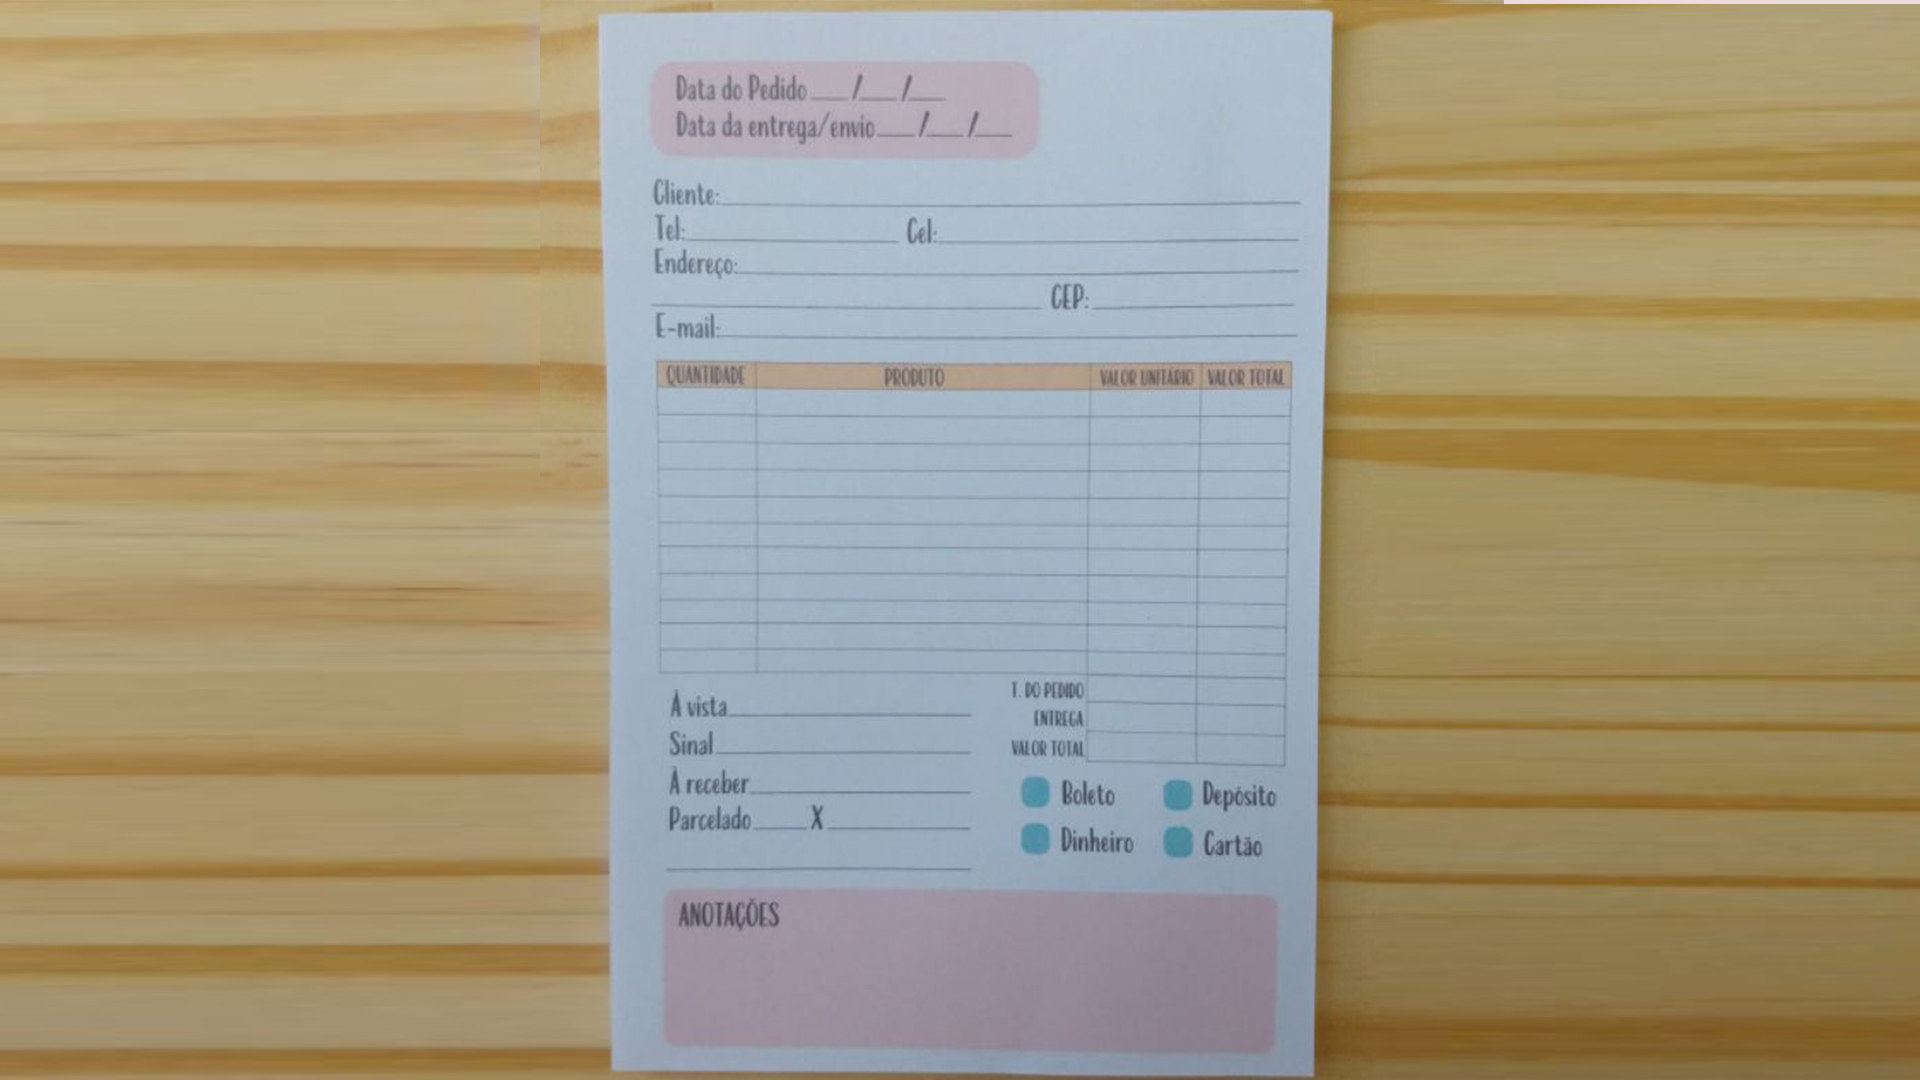 Data do Pedido ___ /___ /___
Data da entrega/envio ___ /___ /___
Cliente:
Tel: Cel:
Endereço:
CEP:
E-mail:
QUANTIDADE PRODUTO VALOR UNITÁRIO VALOR TOTAL
T. DO PEDIDO
ENTREGA
VALOR TOTAL
À vista
Sinal
À receber
Parcelado ____ X ____
Boleto Depósito
Dinheiro Cartão
ANOTAÇÕES